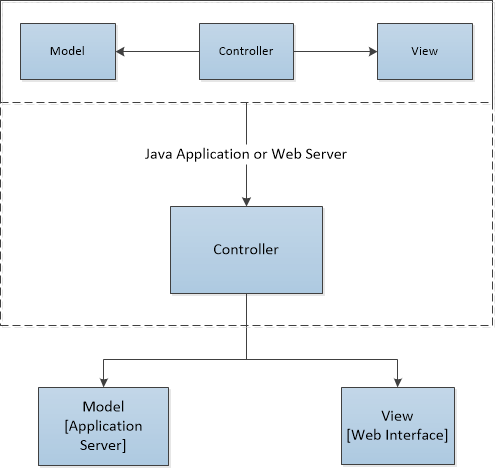 Model
Controller
View
Java Application or Web Server
Controller
Model
[Application
Server]
View
[Web Interface]